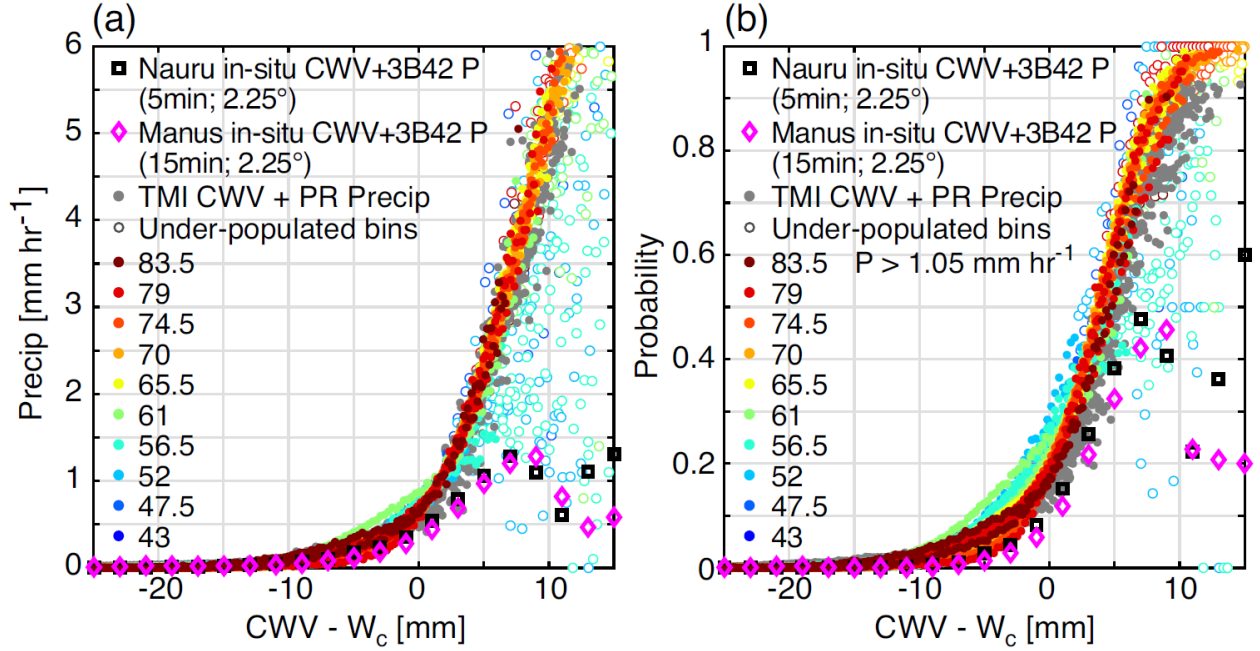 (a)
Nauru in-situ CWV+3B42 P
(5min; 2.25°)
Manus in-situ CWV+3B42 P
(15min; 2.25°)
TMI CWV + PR Precip
Under-populated bins
83.5
79
74.5
70
65.5
61
56.5
52
47.5
43
Precip [mm hr⁻¹]
6
5
4
3
2
1
0
-20
-10
0
10
CWV - W_c [mm]
(b)
Nauru in-situ CWV+3B42 P
(5min; 2.25°)
Manus in-situ CWV+3B42 P
(15min; 2.25°)
TMI CWV + PR Precip
Under-populated bins
83.5 P > 1.05 mm hr⁻¹
79
74.5
70
65.5
61
56.5
52
47.5
43
Probability
1
0.8
0.6
0.4
0.2
0
-20
-10
0
10
CWV - W_c [mm]